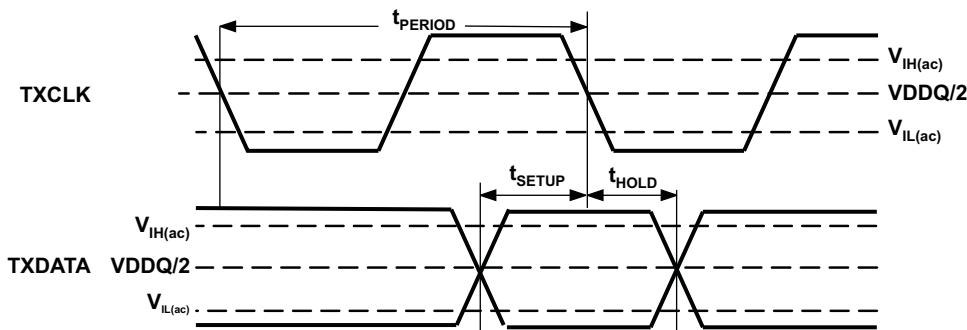 tPERIOD
VIH(ac)
TXCLK
VDDQ/2
VIL(ac)
tSETUP
tHOLD
VIH(ac)
TXDATA VDDQ/2
VIL(ac)